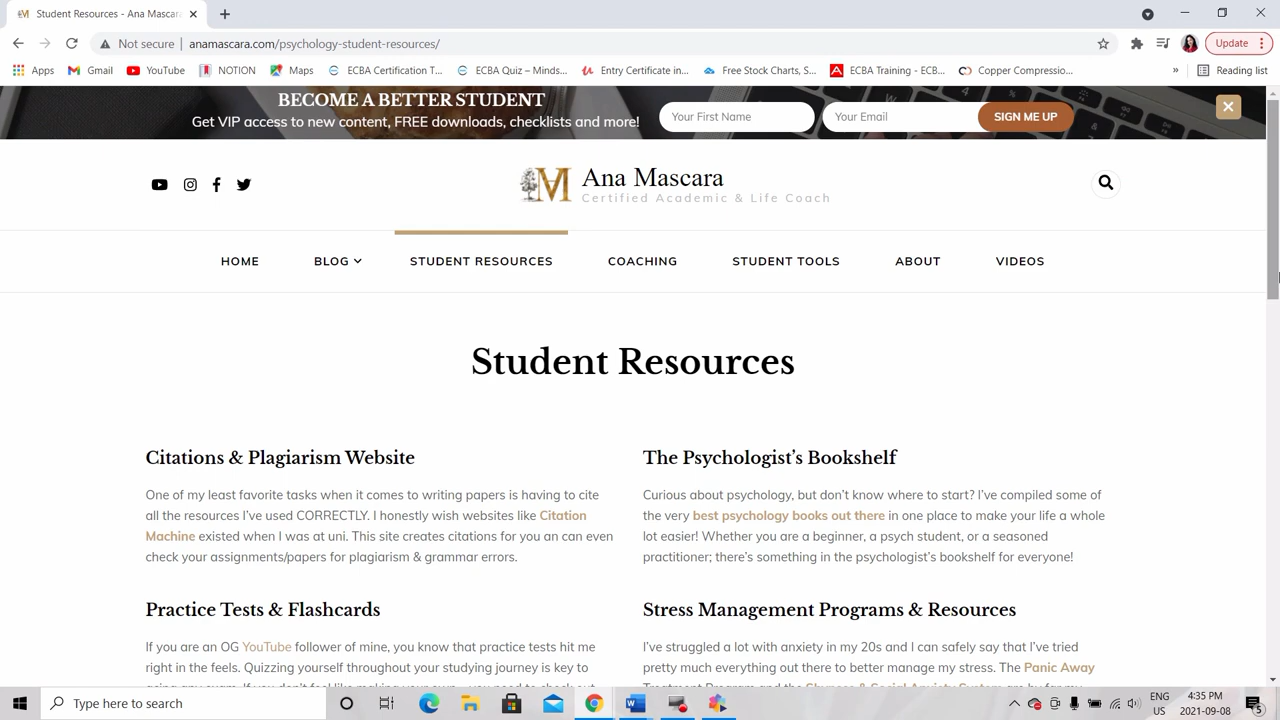 Student Resources - Ana Masca
Not secure
anamascara.com/psychology-student-resources/
Update
Apps
Gmail
YouTube
NOTION
Maps
ECBA Certification T...
ECBA Quiz – Minds...
Entry Certificate in...
Free Stock Charts, S...
ECBA Training - ECB...
Copper Compressio...
»
Reading list
BECOME A BETTER STUDENT
Get VIP access to new content, FREE downloads, checklists and more!
Your First Name
Your Email
SIGN ME UP
Ana Mascara
Certified Academic & Life Coach
HOME
BLOG
STUDENT RESOURCES
COACHING
STUDENT TOOLS
ABOUT
VIDEOS
Student Resources
Citations & Plagiarism Website
One of my least favorite tasks when it comes to writing papers is having to cite
all the resources I've used CORRECTLY. I honestly wish websites like Citation
Machine existed when I was at uni. This site creates citations for you an can even
check your assignments/papers for plagiarism & grammar errors.
The Psychologist's Bookshelf
Curious about psychology, but don't know where to start? I've compiled some of
the very best psychology books out there in one place to make your life a whole
lot easier! Whether you are a beginner, a psych student, or a seasoned
practitioner; there's something in the psychologist's bookshelf for everyone!
Practice Tests & Flashcards
If you are an OG YouTube follower of mine, you know that practice tests hit me
right in the feels. Quizzing yourself throughout your studying journey is key to
Stress Management Programs & Resources
I've struggled a lot with anxiety in my 20s and I can safely say that I've tried
pretty much everything out there to better manage my stress. The Panic Away
Type here to search
ENG
US
4:35 PM
2021-09-08
5